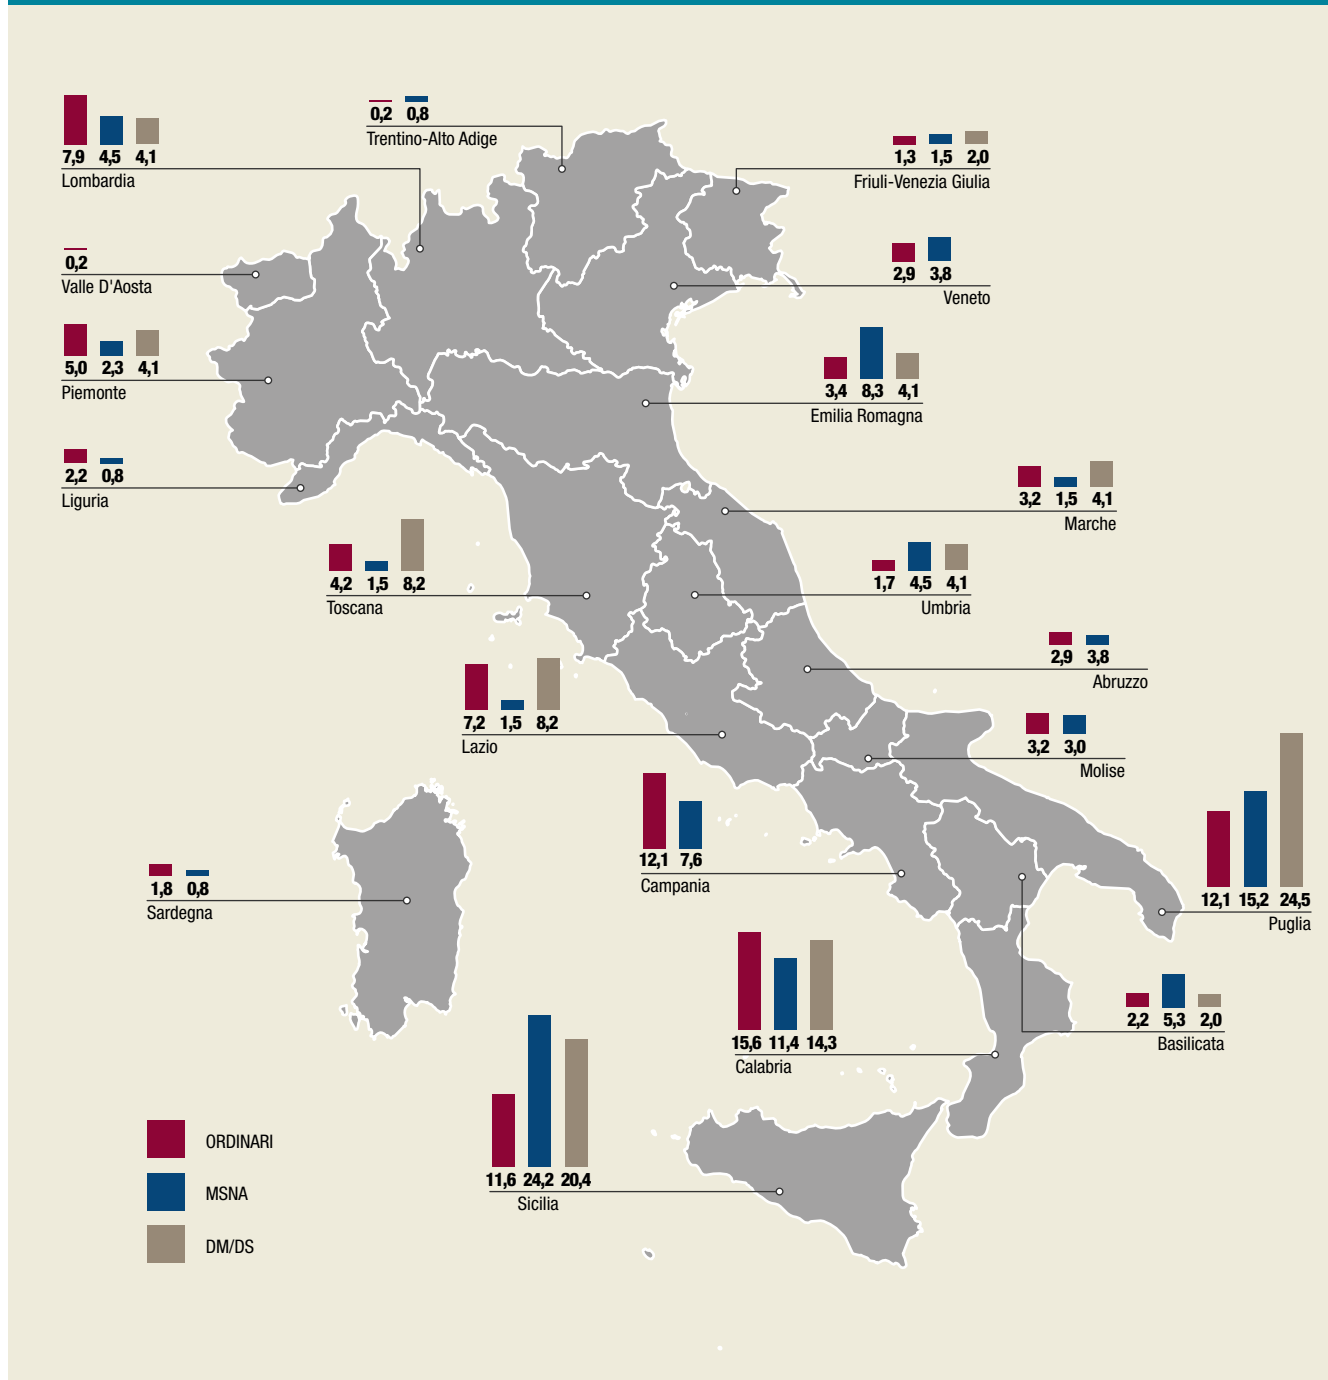 0,2 0,8
Trentino-Alto Adige
7,9 4,5 4,1
Lombardia
1,3 1,5 2,0
Friuli-Venezia Giulia
0,2
Valle D'Aosta
2,9 3,8
Veneto
5,0 2,3 4,1
Piemonte
3,4 8,3 4,1
Emilia Romagna
2,2 0,8
Liguria
3,2 1,5 4,1
Marche
4,2 1,5 8,2
Toscana
1,7 4,5 4,1
Umbria
2,9 3,8
Abruzzo
7,2 1,5 8,2
Lazio
3,2 3,0
Molise
12,1 7,6
Campania
1,8 0,8
Sardegna
12,1 15,2 24,5
Puglia
15,6 11,4 14,3
Calabria
2,2 5,3 2,0
Basilicata
11,6 24,2 20,4
Sicilia
ORDINARI
MSNA
DM/DS